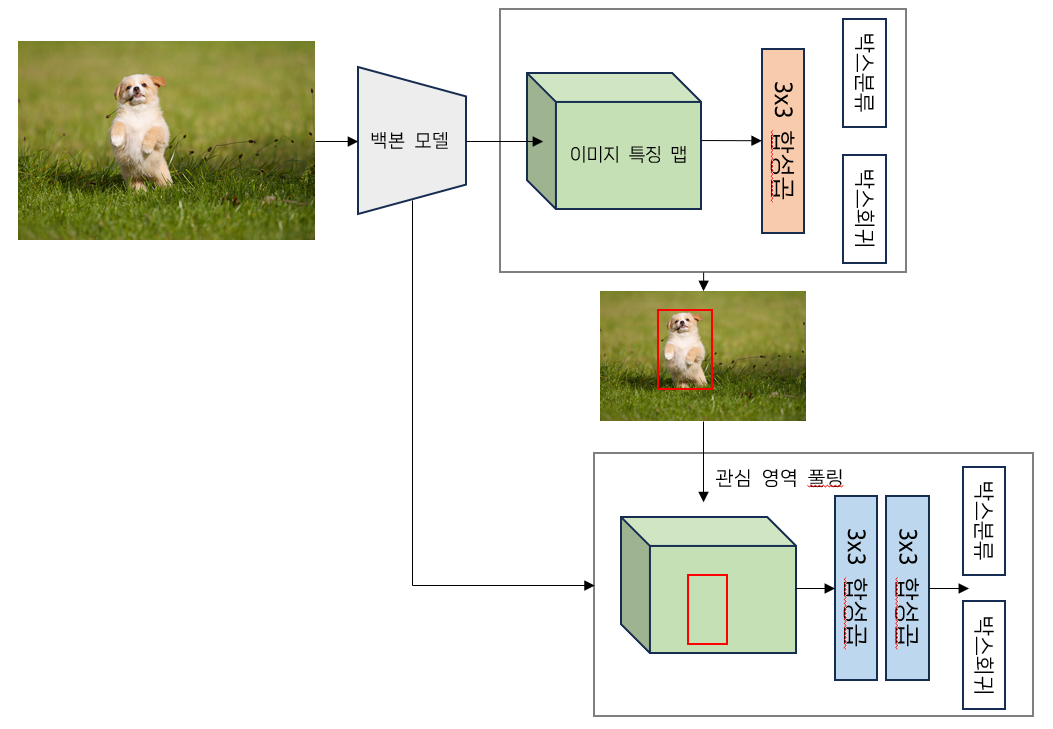 백본 모델
이미지 특징 맵
3x3 합성곱
박스분류
박스회귀
관심 영역 풀링
3x3 합성곱
3x3 합성곱
박스분류
박스회귀